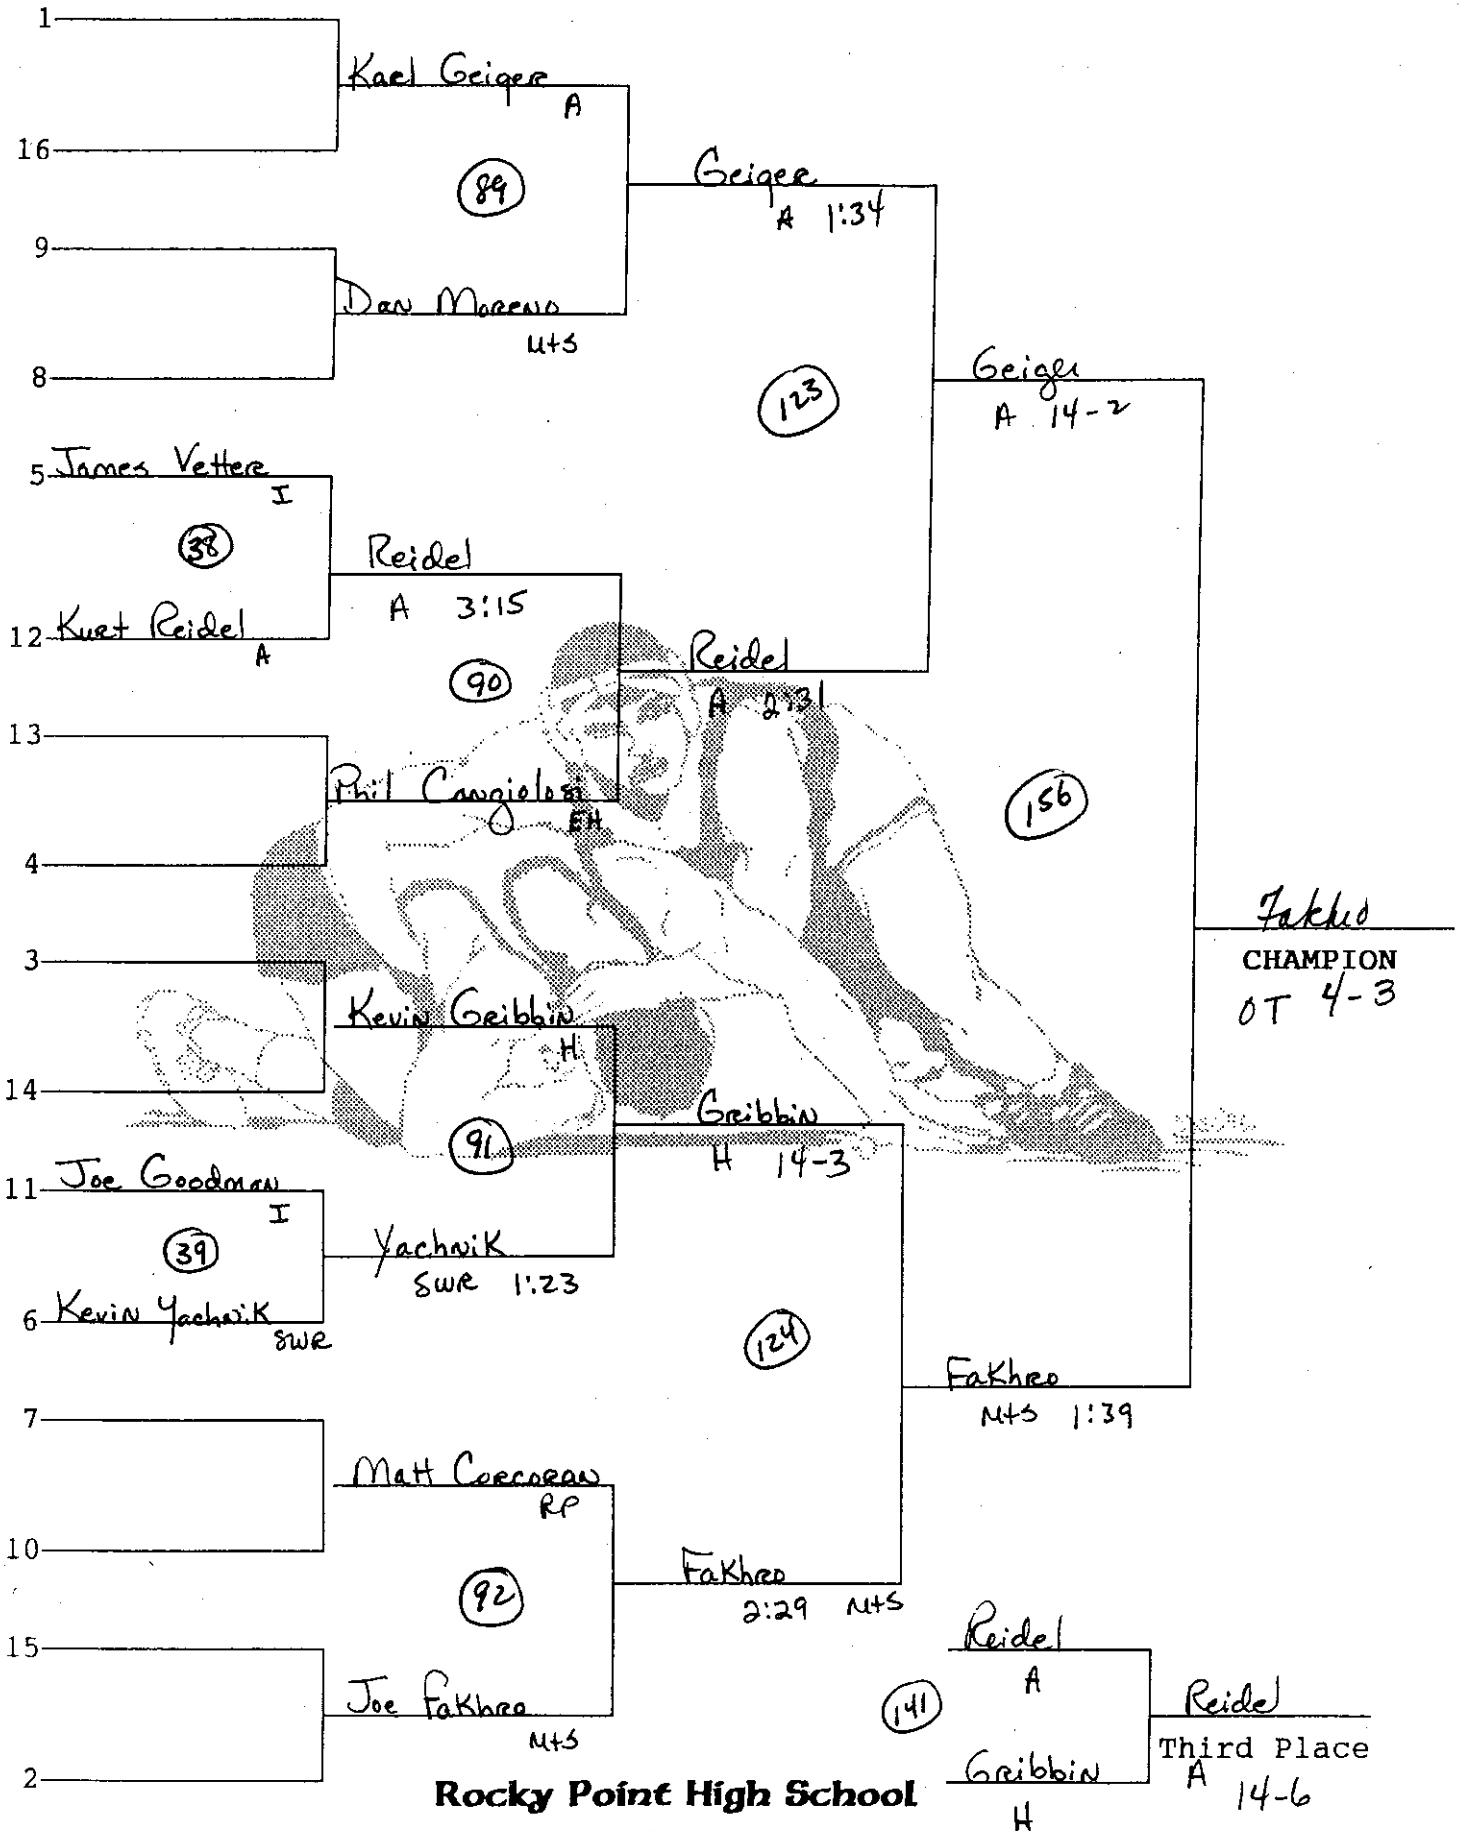 1
Karl Geiger
A
16
89
Geiger
A 1:34
9
Dan Moreno
M+S
8
123
Geiger
A 14-2
5 James Vetter
I
38
Reidel
A 3:15
12 Kurt Reidel
A
90
Reidel
A 2:31
13
Phil Cangiolosi
EH
4
156
Fakhro
CHAMPION
OT 4-3
3
Kevin Gribbin
H
14
91
Gribbin
H 14-3
11 Joe Goodman
I
39
Yachnik
SWR 1:23
6 Kevin Yachnik
SWR
124
Fakhro
M+S 1:39
7
Matt Corcoran
RP
10
92
Fakhro
2:29 M+S
15
Joe Fakhro
M+S
2
Reidel
A
141
Reidel
Third Place
A 14-6
Gribbin
H
Rocky Point High School